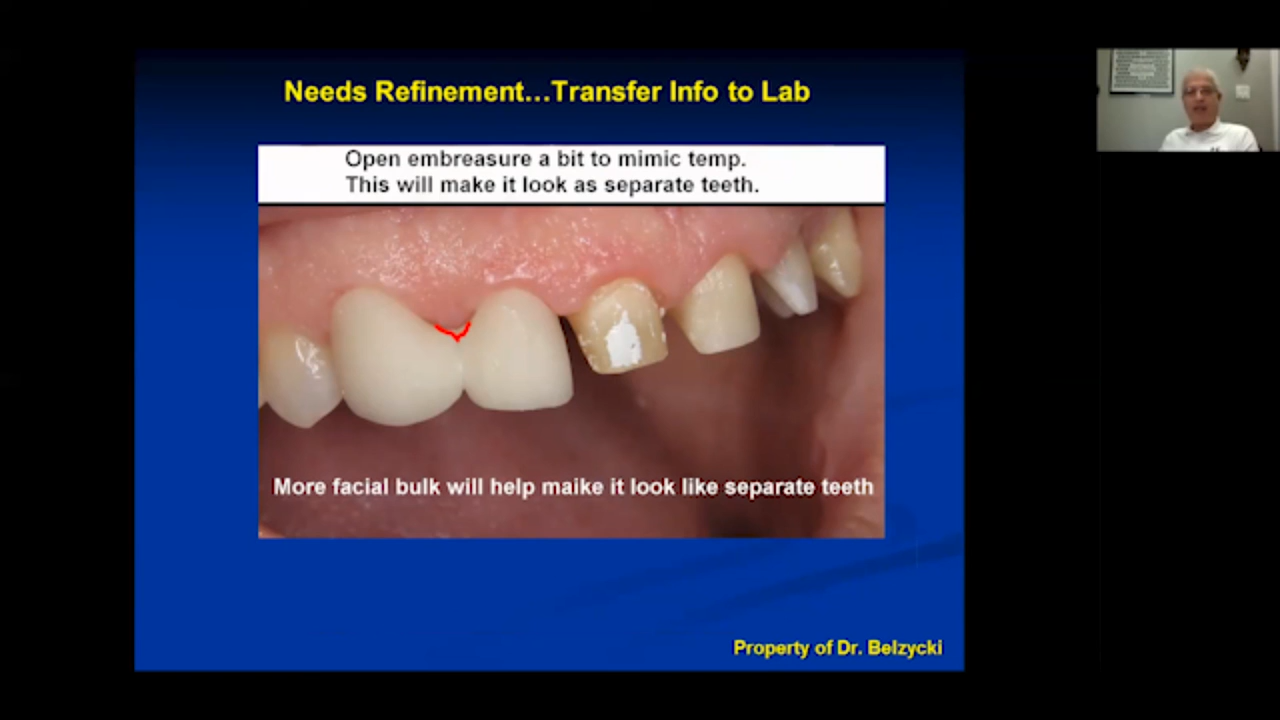 Needs Refinement...Transfer Info to Lab
Open embreasure a bit to mimic temp.
This will make it look as separate teeth.
More facial bulk will help maike it look like separate teeth
Property of Dr. Belzycki